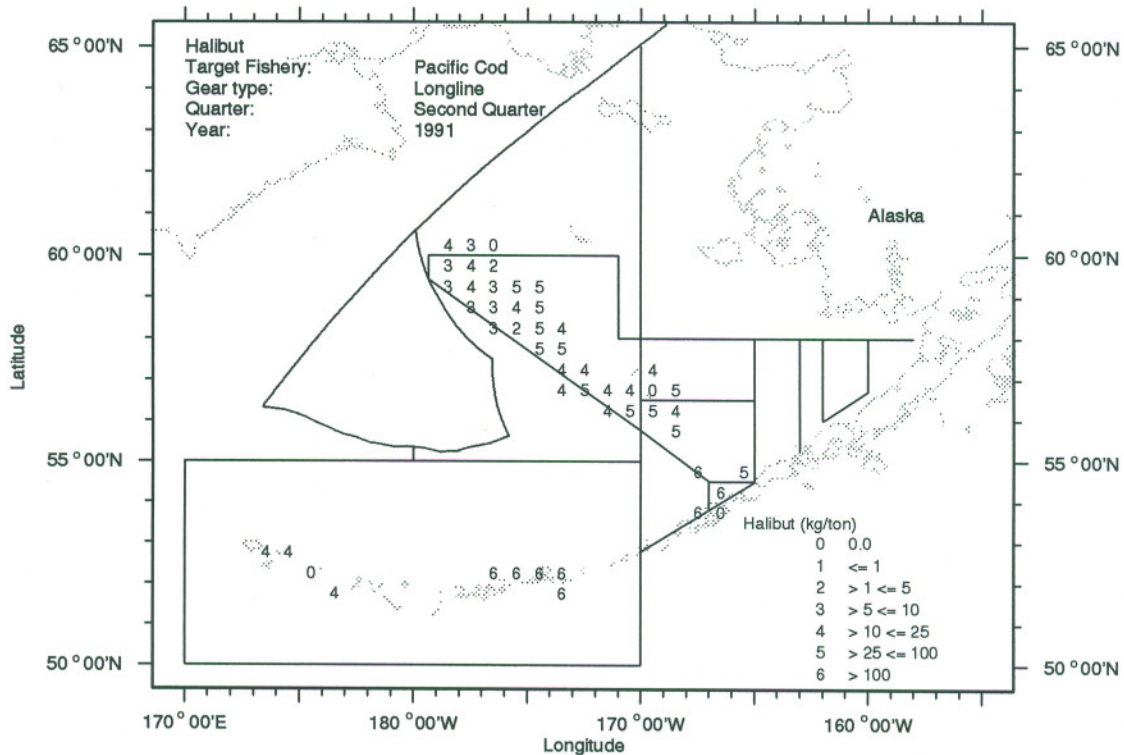 65 °00'N
Halibut
Target Fishery: Pacific Cod
Gear type: Longline
Quarter: Second Quarter
Year: 1991
65 °00'N
Alaska
60 °00'N
4 3 0
60 °00'N
3 4 2
3 4 3 5 5
3 3 4 5
3 2 5 4
5 5
4 4 4
4 5 4 4 0 5
4 5 5 4
5
Latitude
55 °00'N
6 5
55 °00'N
6
6 0
4 4
0 6 6 6 6
4 6
Halibut (kg/ton)
0 0.0
1 <= 1
2 > 1 <= 5
3 > 5 <= 10
4 > 10 <= 25
5 > 25 <= 100
6 > 100
50 °00'N
50 °00'N
170 °00'E 180 °00'W 170 °00'W 160 °00'W
Longitude